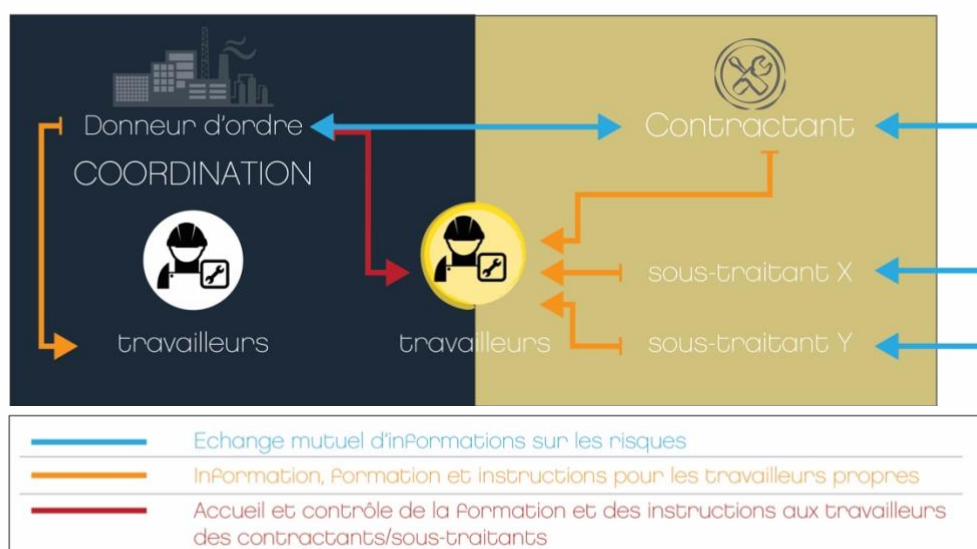 Donneur d'ordre
Contractant
COORDINATION
sous-traitant X
travailleurs
travailleurs
sous-traitant Y
Echange mutuel d'informations sur les risques
Information, formation et instructions pour les travailleurs propres
Accueil et contrôle de la formation et des instructions aux travailleurs
des contractants/sous-traitants